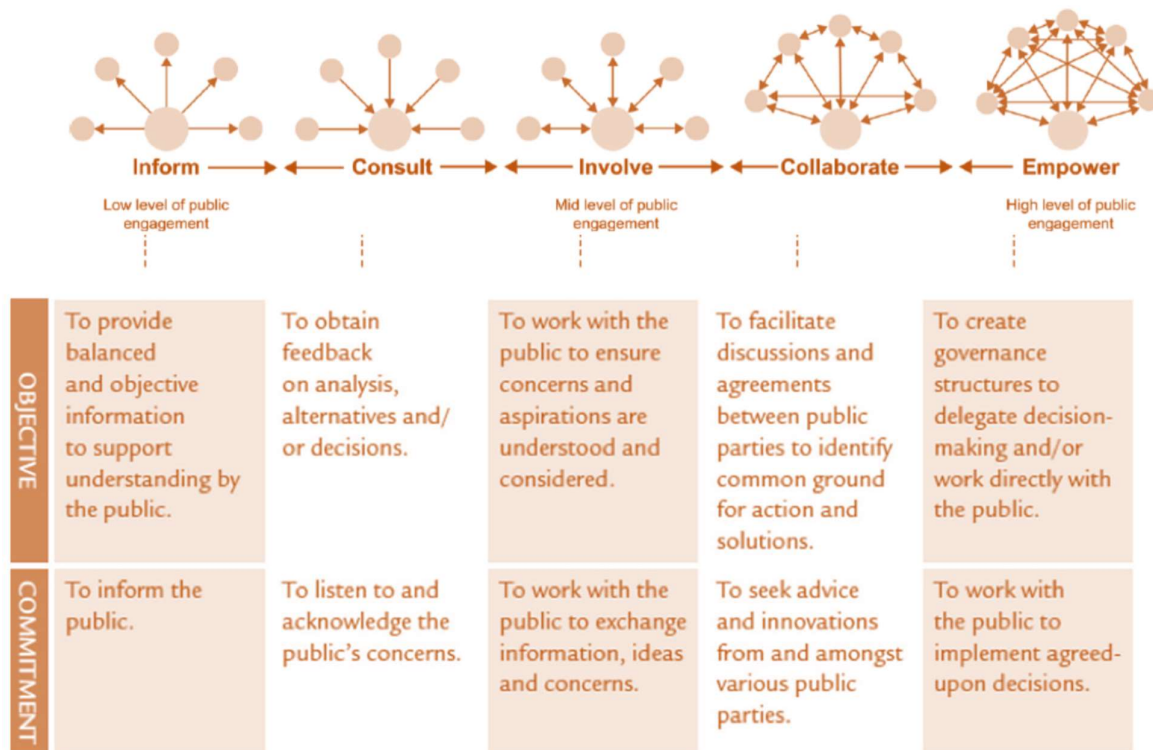 Inform
Consult
Involve
Collaborate
Empower
Low level of public
engagement
Mid level of public
engagement
High level of public
engagement
OBJECTIVE
To provide
balanced
and objective
information
to support
understanding by
the public.
To obtain
feedback
on analysis,
alternatives and/
or decisions.
To work with the
public to ensure
concerns and
aspirations are
understood and
considered.
To facilitate
discussions and
agreements
between public
parties to identify
common ground
for action and
solutions.
To create
governance
structures to
delegate decision-
making and/or
work directly with
the public.
COMMITMENT
To inform the
public.
To listen to and
acknowledge the
public's concerns.
To work with the
public to exchange
information, ideas
and concerns.
To seek advice
and innovations
from and amongst
various public
parties.
To work with
the public to
implement agreed-
upon decisions.